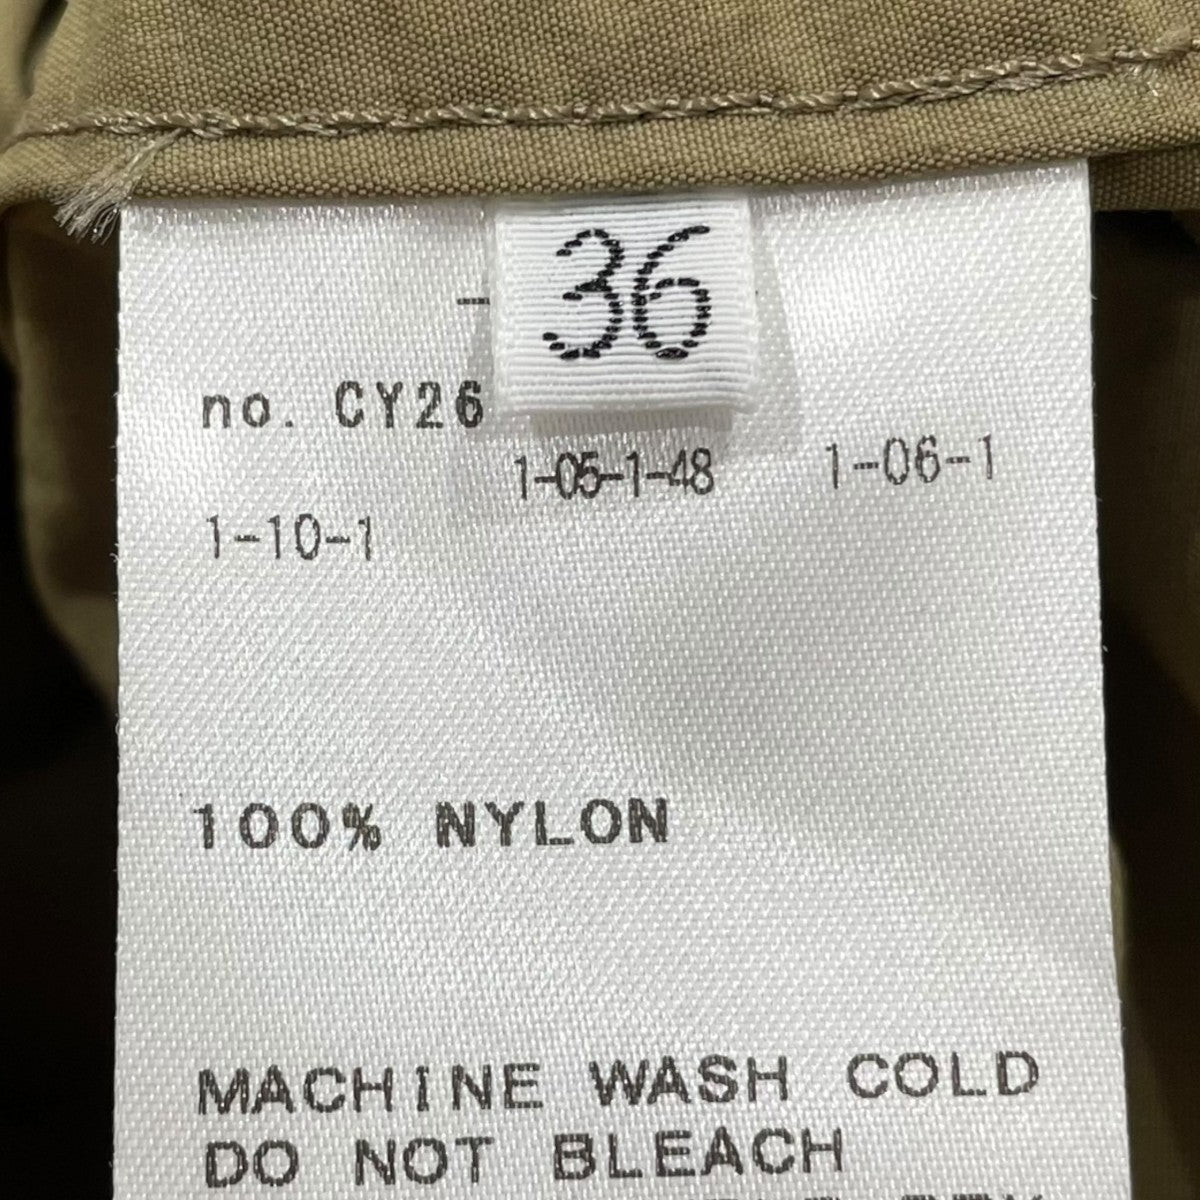 36
-
no. CY26
1-05-1-48 1-06-1
1-10-1
100% NYLON
MACHINE WASH COLD
DO NOT BLEACH